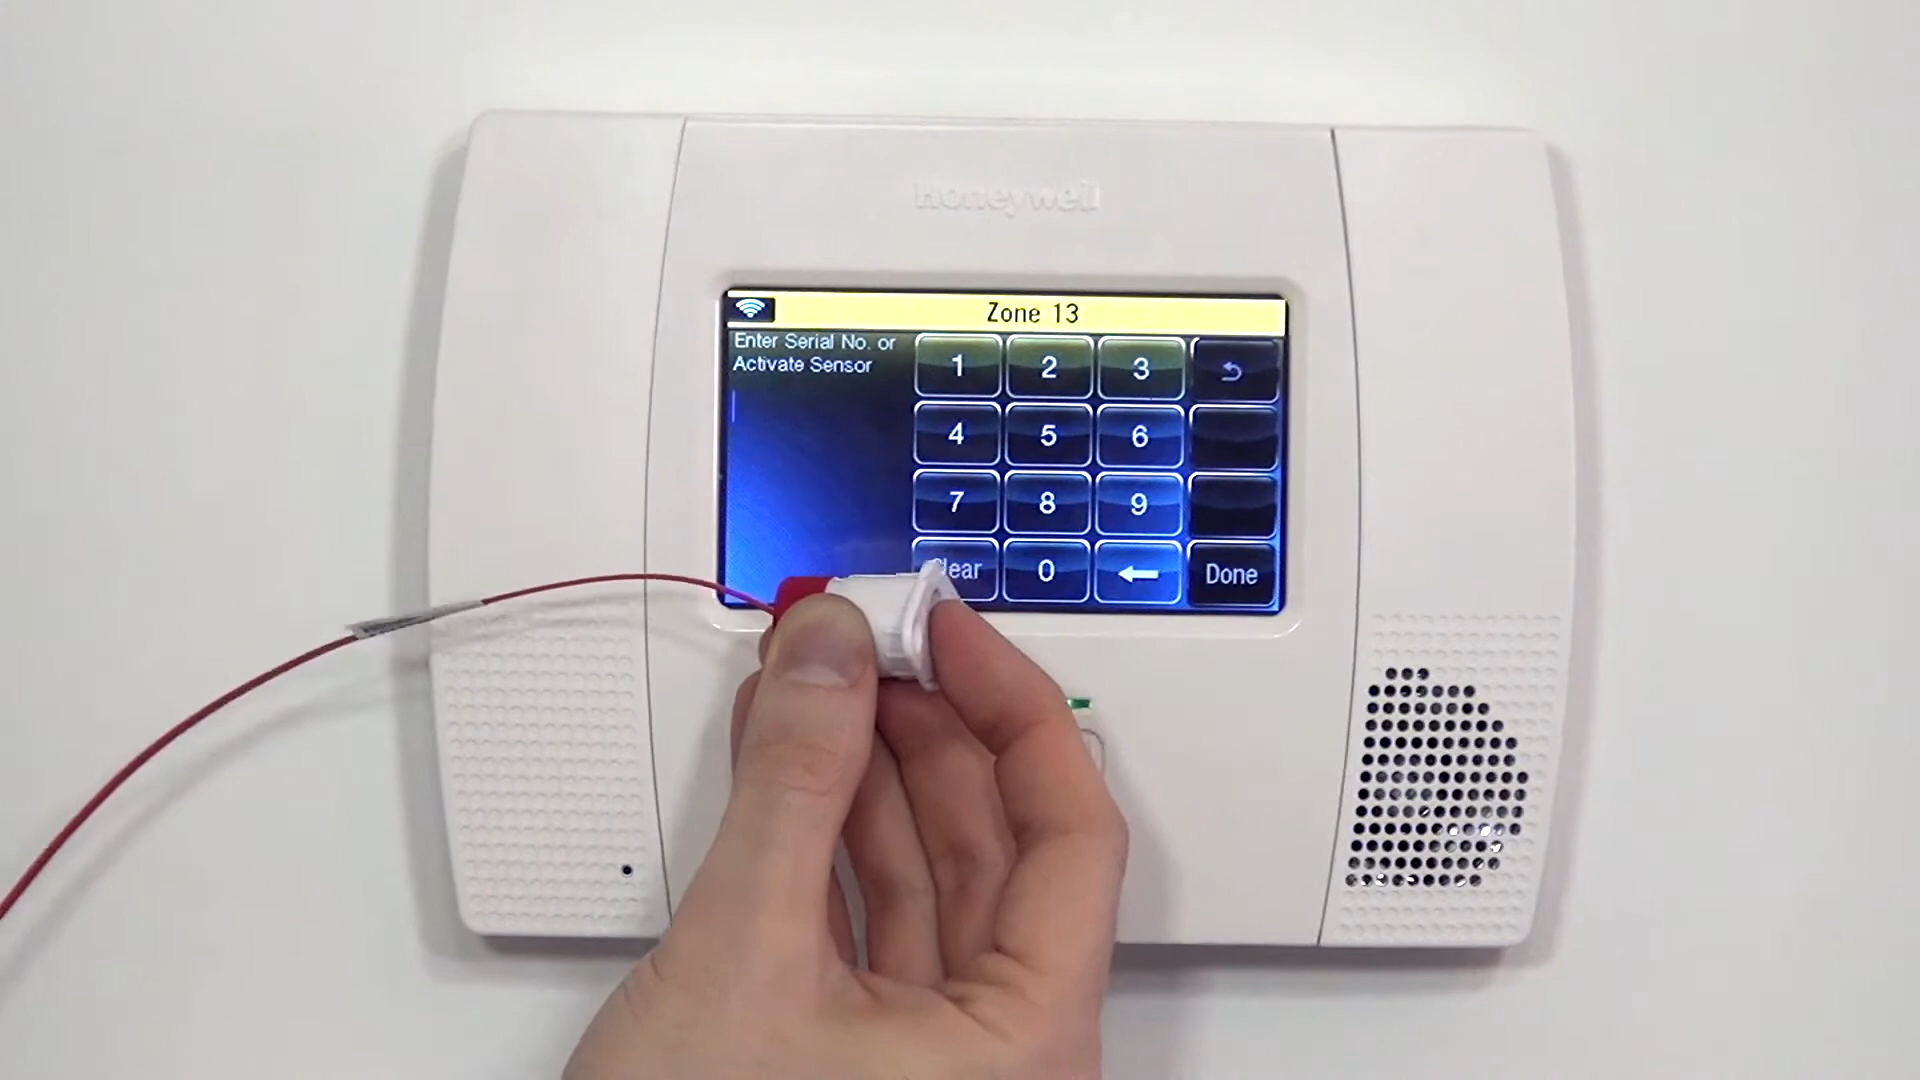 Honeywell
Zone 13
Enter Serial No. or
Activate Sensor
1 2 3
4 5 6
7 8 9
Clear 0
Done